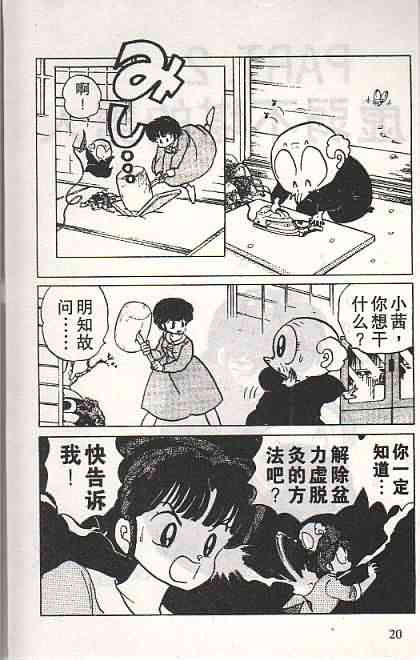 みし…
啊！
小茜，
你想干
什么？
明知故
问……
你一定
知道…
解除盆
力虚脱
灸的方
法吧？
快告诉
我！
20